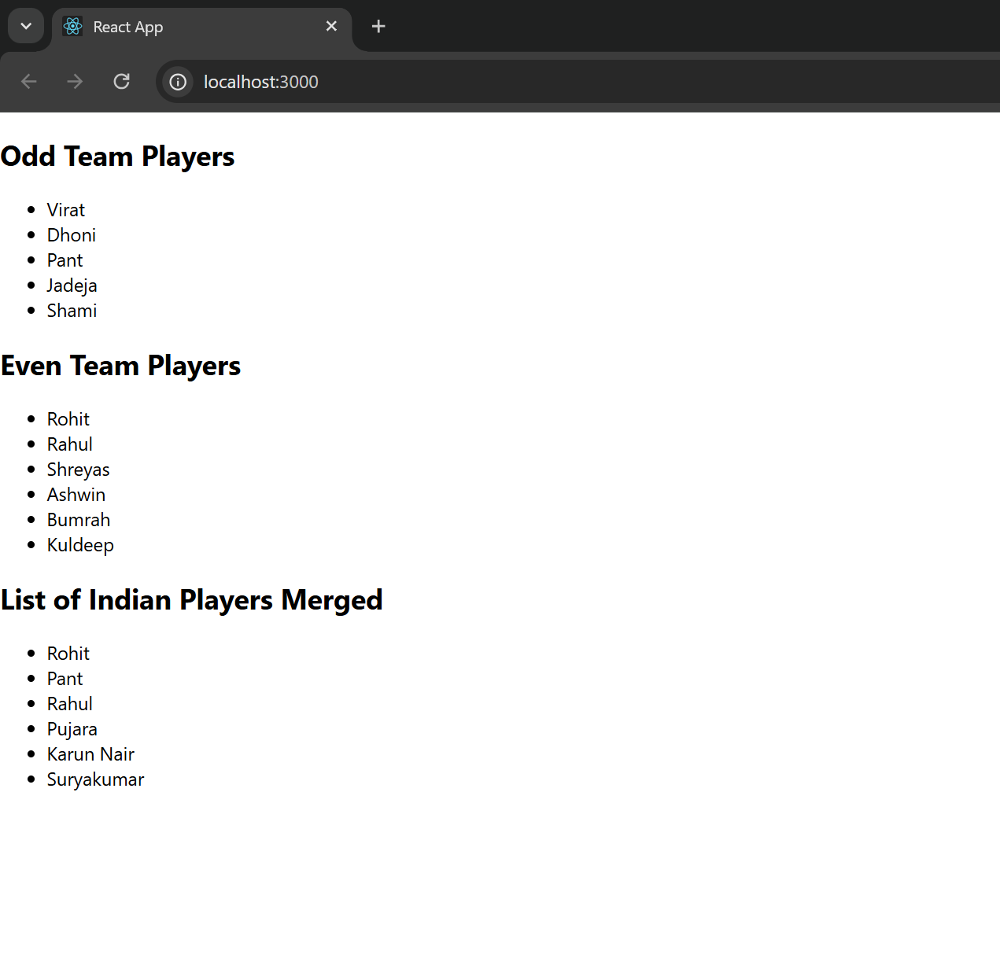 React App
localhost:3000
Odd Team Players
Virat
Dhoni
Pant
Jadeja
Shami
Even Team Players
Rohit
Rahul
Shreyas
Ashwin
Bumrah
Kuldeep
List of Indian Players Merged
Rohit
Pant
Rahul
Pujara
Karun Nair
Suryakumar